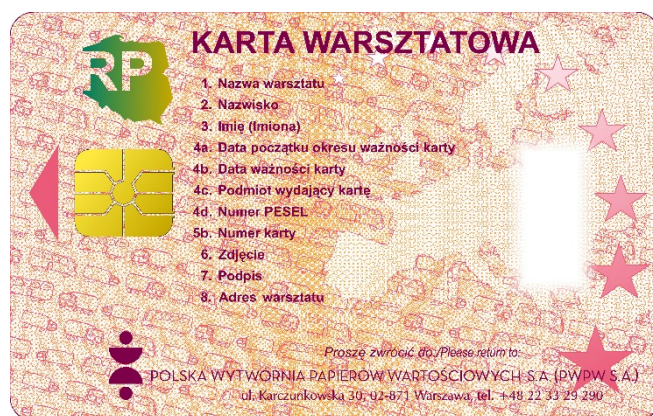 RP
KARTA WARSZTATOWA
1. Nazwa warsztatu
2. Nazwisko
3. Imię (Imiona)
4a. Data początku okresu ważności karty
4b. Data ważności karty
4c. Podmiot wydający kartę
4d. Numer PESEL
5b. Numer karty
6. Zdjęcie
7. Podpis
8. Adres warsztatu
Proszę zwrócić do:/Please return to:
POLSKA WYTWÓRNIA PAPIERÓW WARTOŚCIOWYCH S.A. (PWPW S.A.)
ul. Karczunkowska 30, 02-871 Warszawa, tel. +48 22 33 29 290